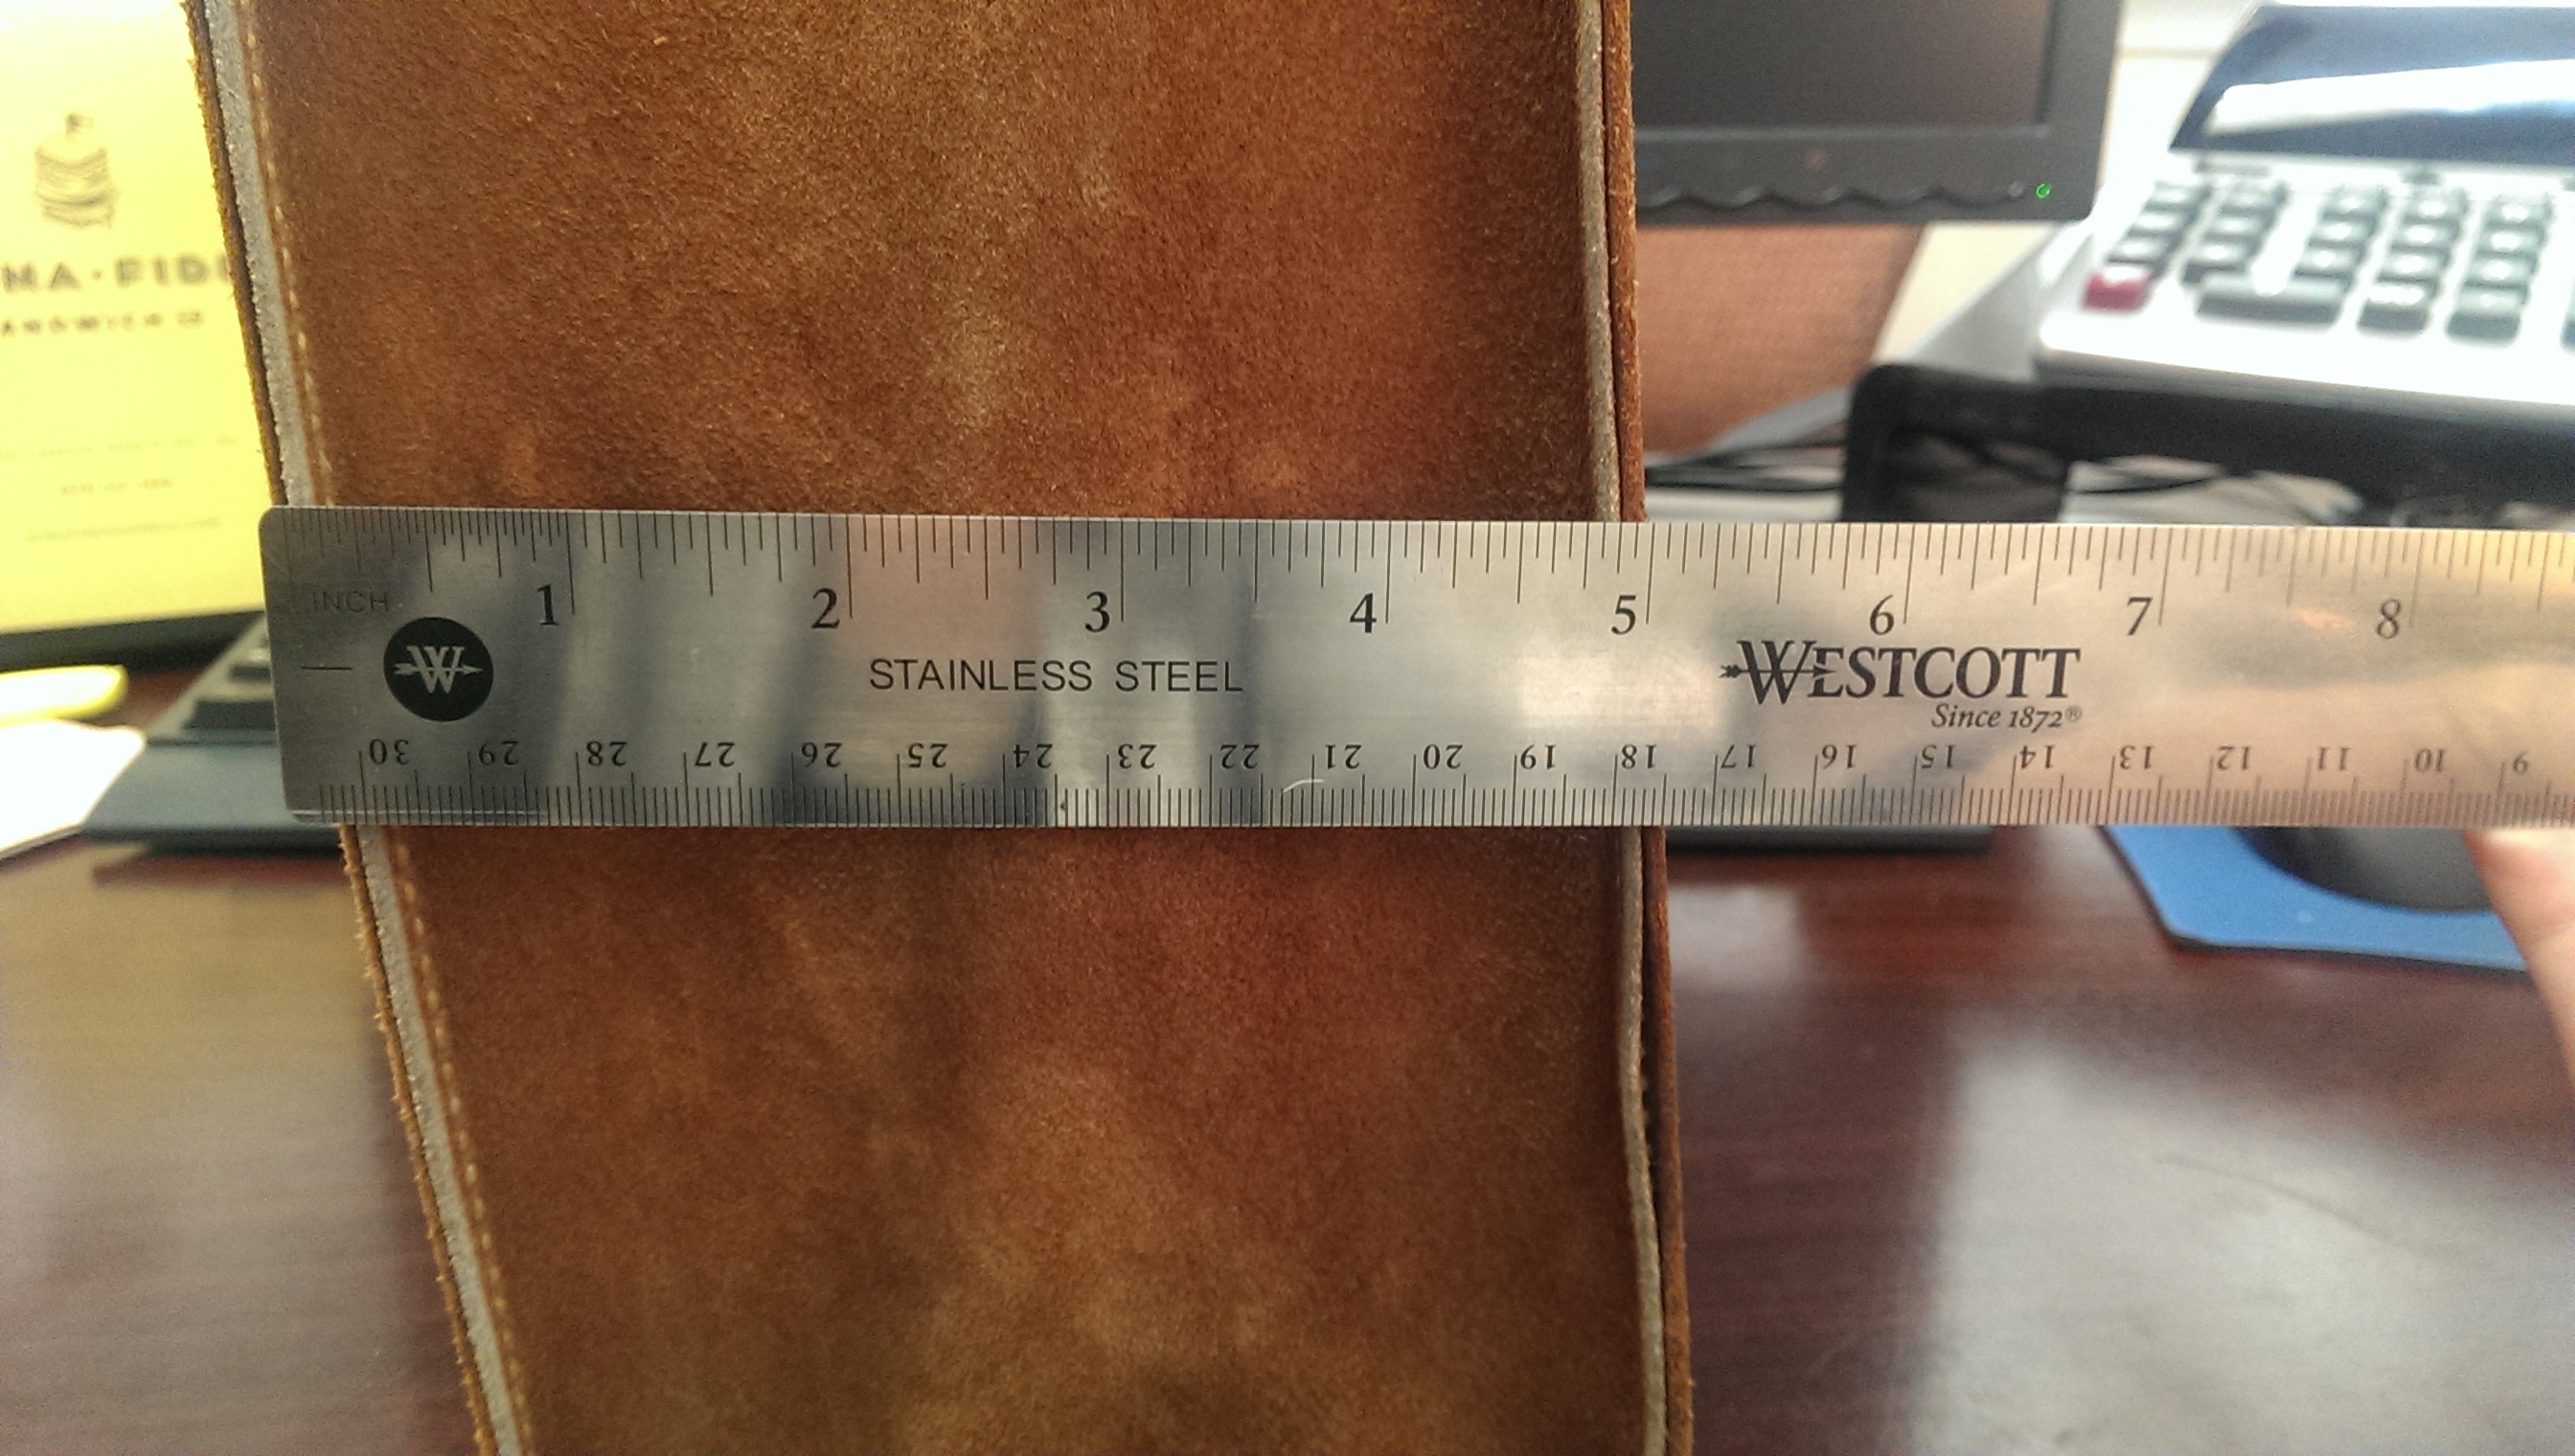 INCH
1 2 3 4 5 6 7 8
W
STAINLESS STEEL
WESTCOTT
Since 1872®
30 29 28 27 26 25 24 23 22 21 20 19 18 17 16 15 14 13 12 11 10 9